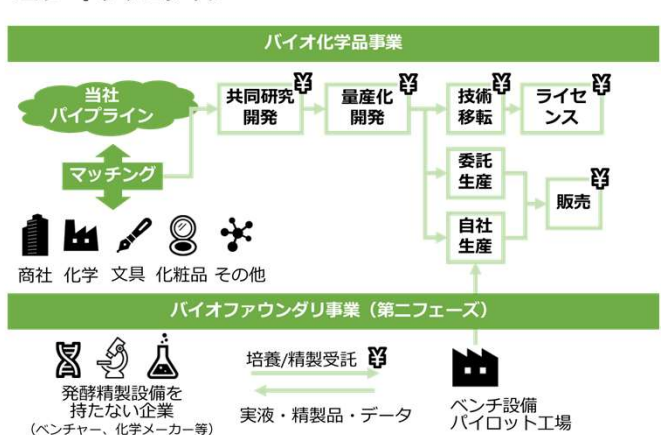 バイオ化学品事業
当社
パイプライン
マッチング
商社
化学
文具
化粧品
その他
共同研究
開発
¥
量産化
開発
¥
技術
移転
¥
ライセ
ンス
¥
委託
生産
自社
生産
販売
¥
バイオファウンダリ事業（第二フェーズ）
発酵精製設備を
持たない企業
（ベンチャー、化学メーカー等）
培養/精製受託
¥
実液・精製品・データ
ベンチ設備
パイロット工場